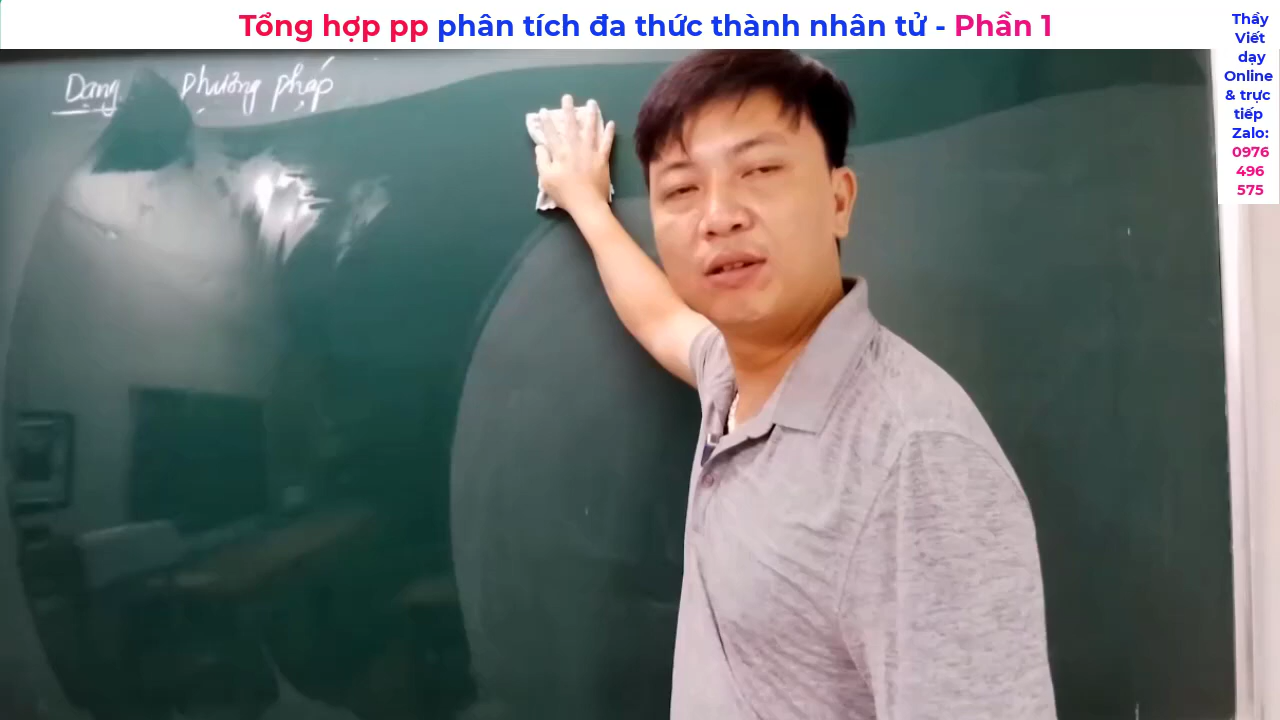 Tổng hợp pp phân tích đa thức thành nhân tử - Phần 1
Thầy
Viết
dạy
Online
& trực
tiếp
Zalo:
0976
496
575
Dạng phương pháp